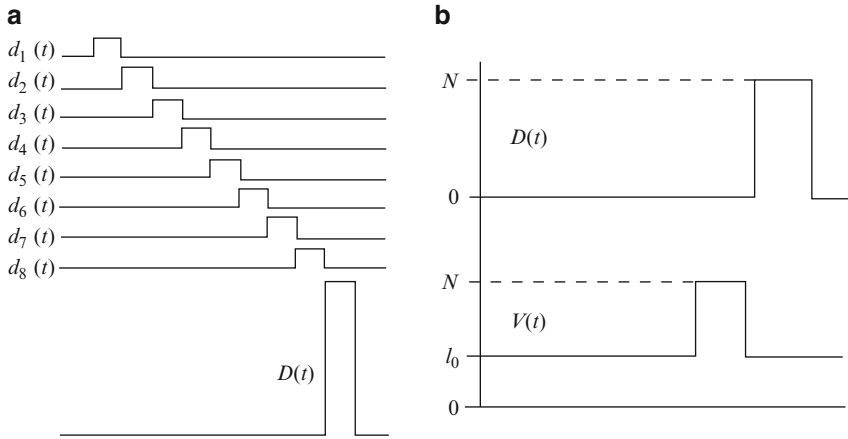 a
d₁ (t)
d₂ (t)
d₃ (t)
d₄ (t)
d₅ (t)
d₆ (t)
d₇ (t)
d₈ (t)
D(t)
b
N
D(t)
0
N
V(t)
l₀
0